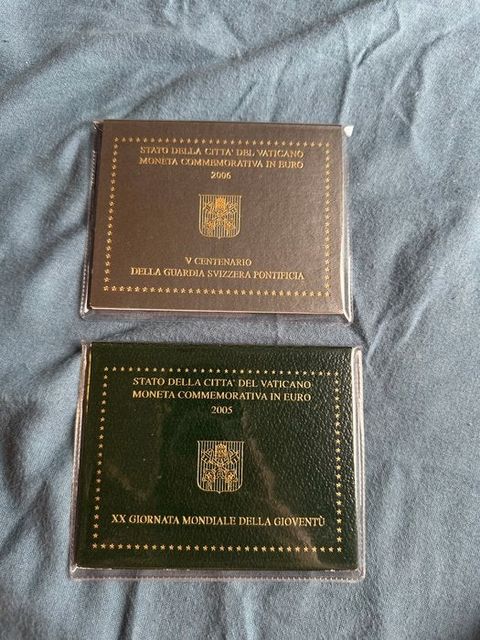 STATO DELLA CITTA' DEL VATICANO
MONETA COMMEMORATIVA IN EURO
2006
V CENTENARIO
DELLA GUARDIA SVIZZERA PONTIFICIA
STATO DELLA CITTA' DEL VATICANO
MONETA COMMEMORATIVA IN EURO
2005
XX GIORNATA MONDIALE DELLA GIOVENTÙ